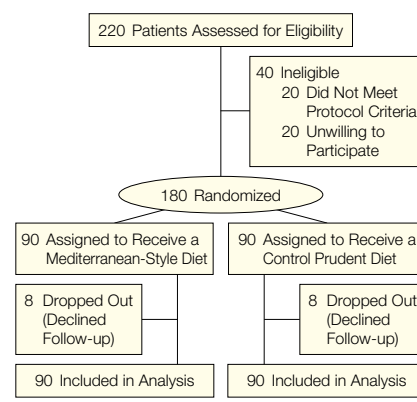 220 Patients Assessed for Eligibility
40 Ineligible
20 Did Not Meet
Protocol Criteria
20 Unwilling to
Participate
180 Randomized
90 Assigned to Receive a
Mediterranean-Style Diet
90 Assigned to Receive a
Control Prudent Diet
8 Dropped Out
(Declined
Follow-up)
8 Dropped Out
(Declined
Follow-up)
90 Included in Analysis
90 Included in Analysis